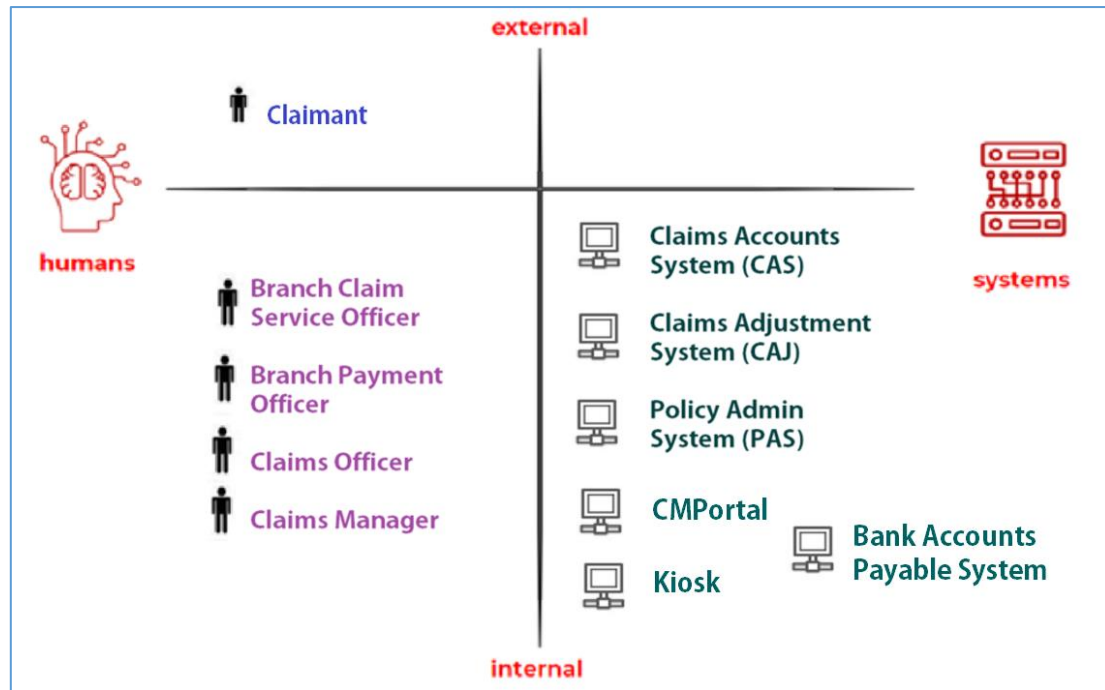 external
Claimant
humans
systems
Claims Accounts
System (CAS)
Branch Claim
Service Officer
Claims Adjustment
System (CAJ)
Branch Payment
Officer
Policy Admin
System (PAS)
Claims Officer
Claims Manager
CMPortal
Bank Accounts
Payable System
Kiosk
internal